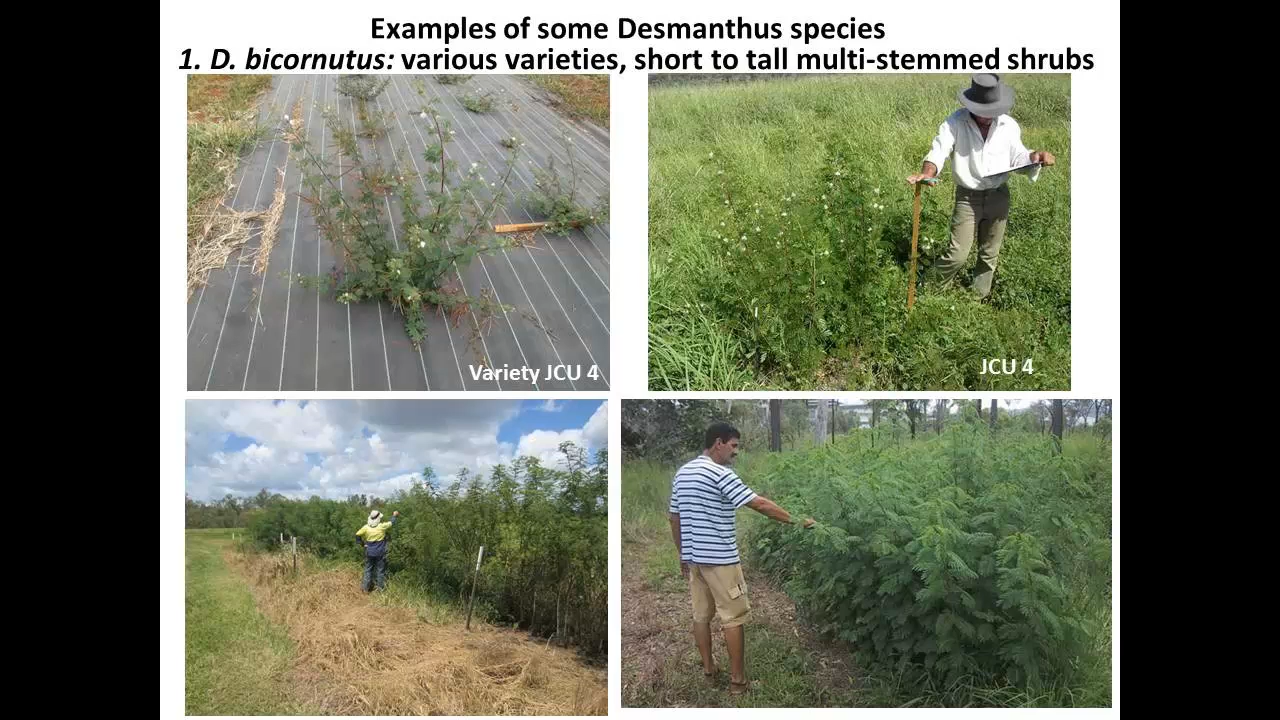 Examples of some Desmanthus species
1. D. bicornutus: various varieties, short to tall multi-stemmed shrubs
Variety JCU 4
JCU 4